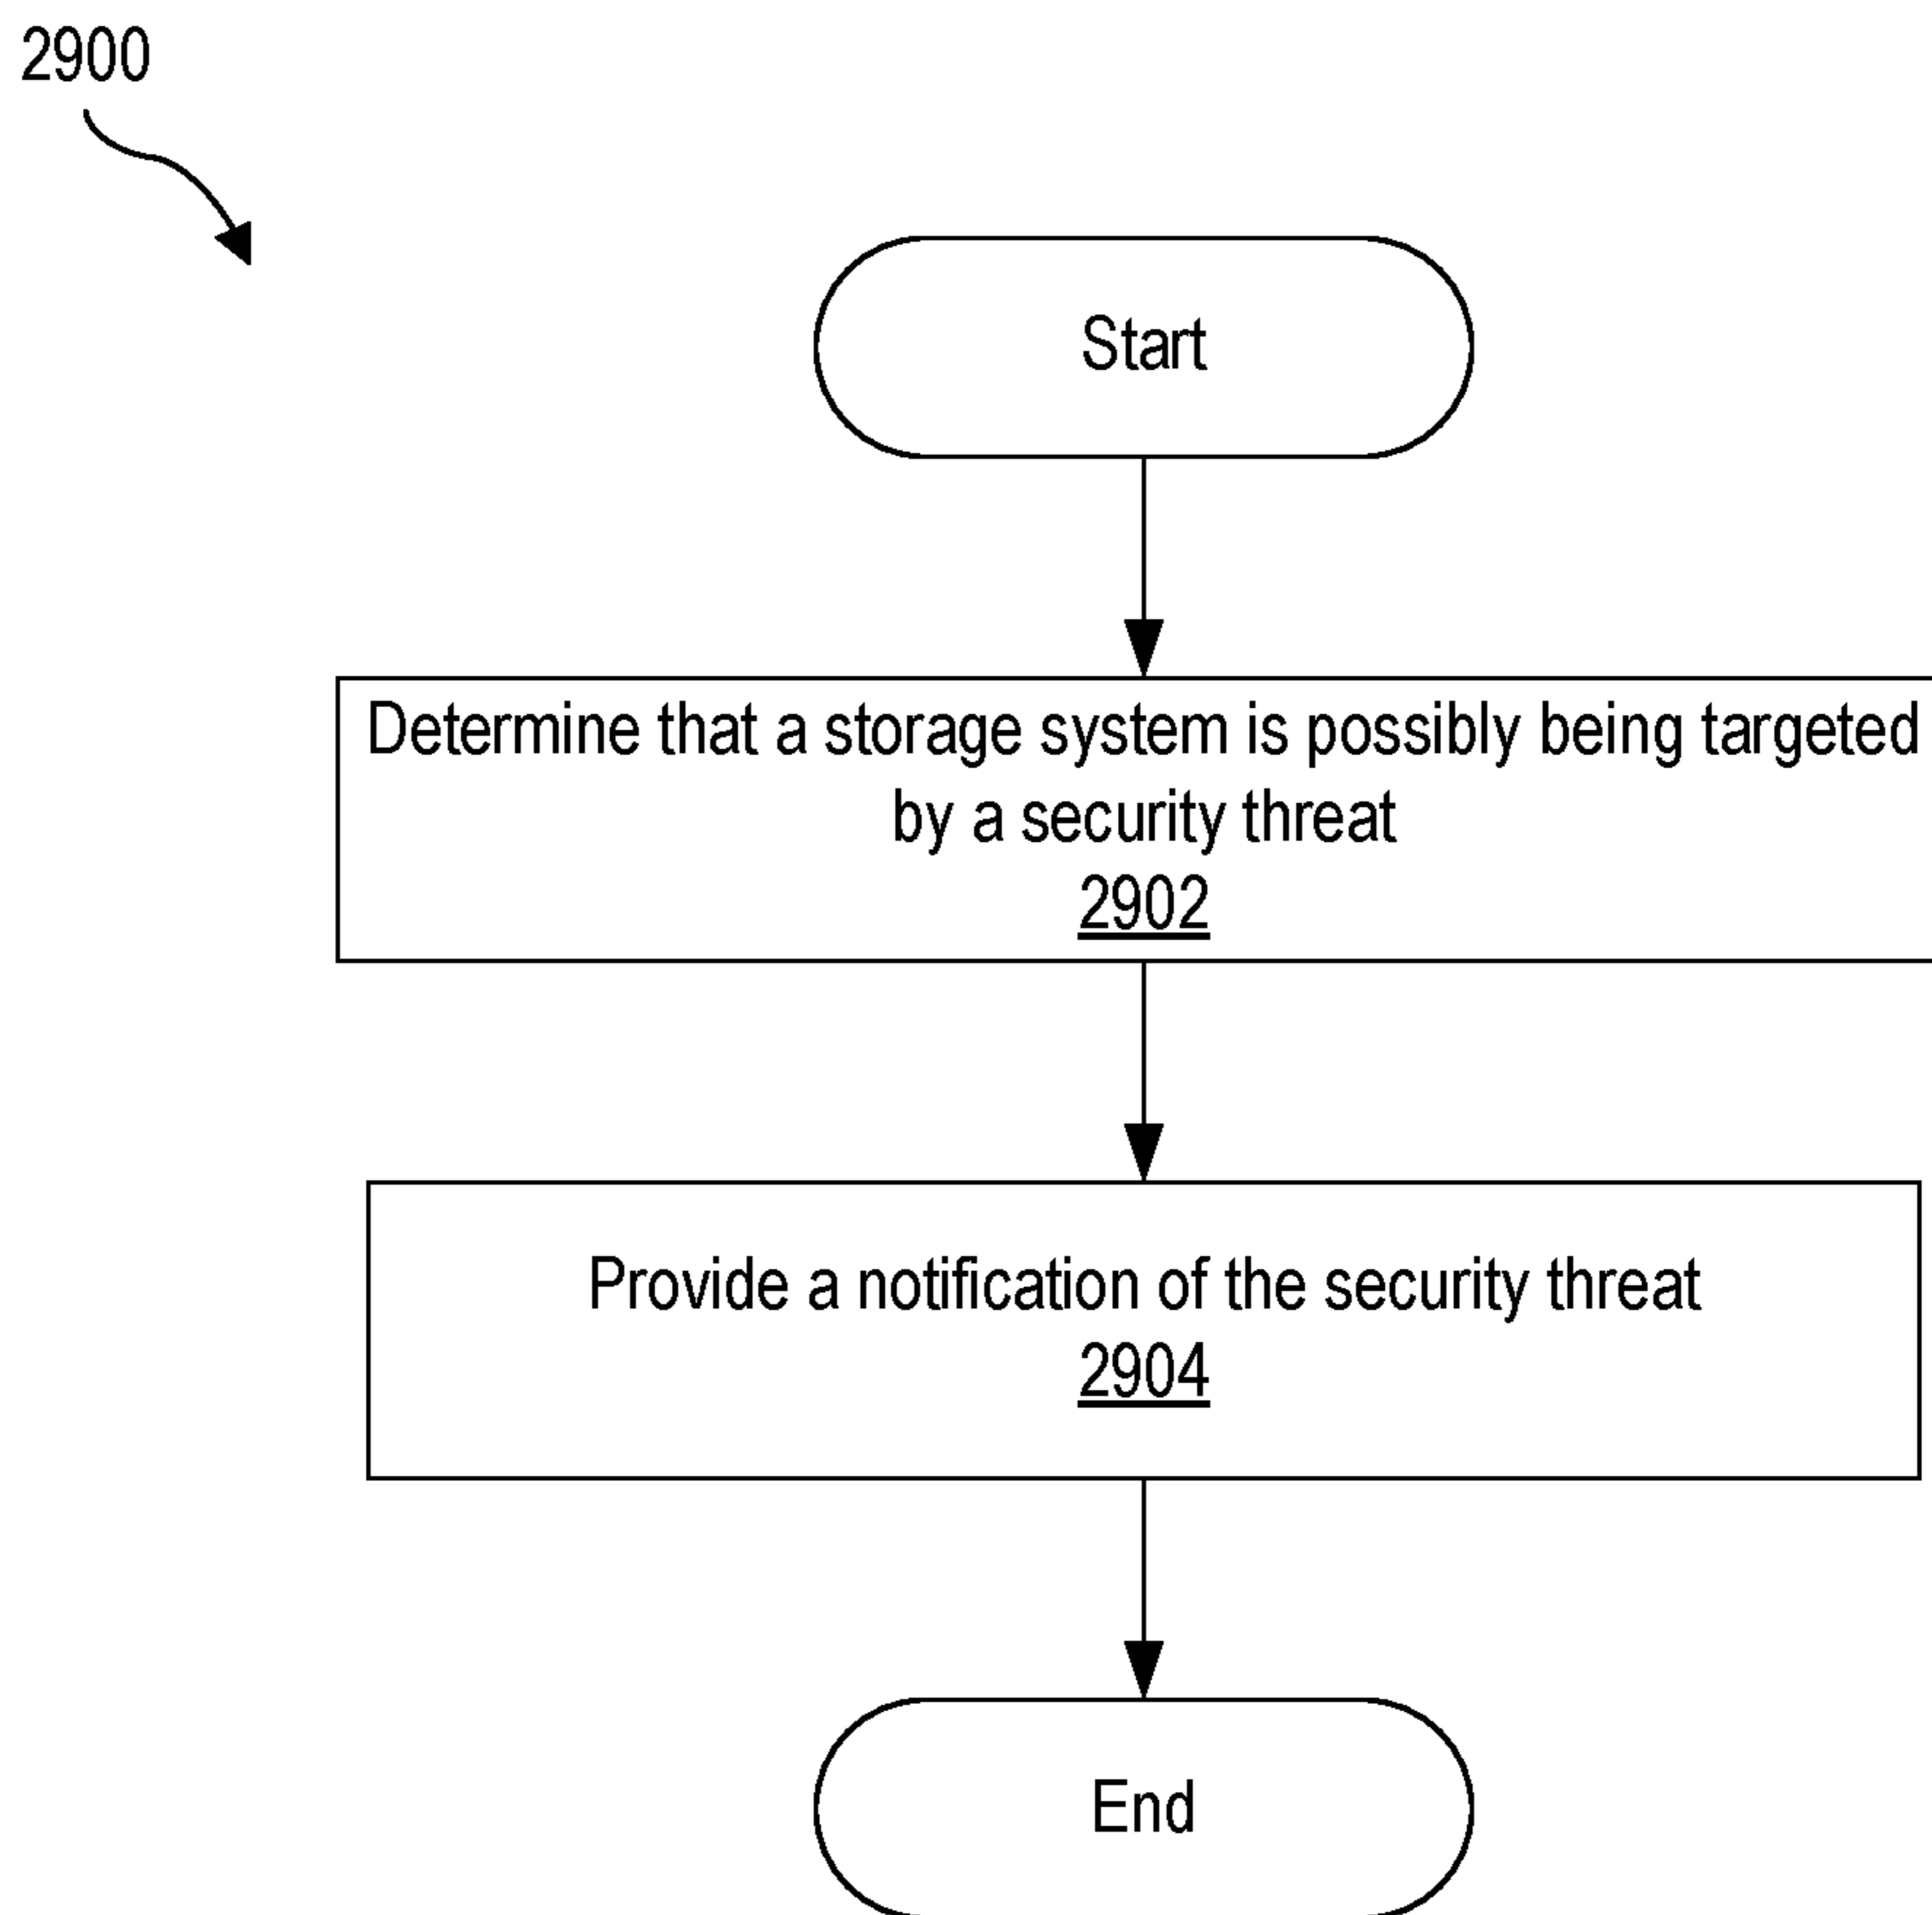 2900
Start
Determine that a storage system is possibly being targeted
by a security threat
2902
Provide a notification of the security threat
2904
End